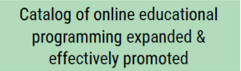 Catalog of online educational
programming expanded &
effectively promoted